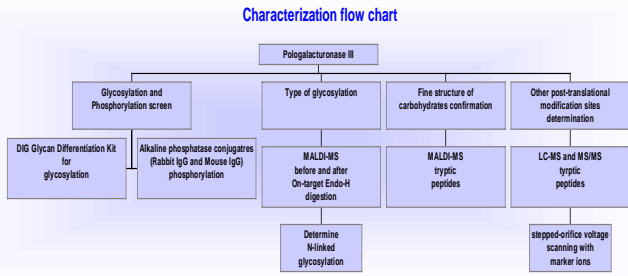 Characterization flow chart
Pologalacturonase III
Glycosylation and
Phosphorylation screen
Type of glycosylation
Fine structure of
carbohydrates confirmation
Other post-translational
modification sites
determination
DIG Glycan Differentiation Kit
for
glycosylation
Alkaline phosphatase conjugatres
(Rabbit IgG and Mouse IgG)
phosphorylation
MALDI-MS
before and after
On-target Endo-H
digestion
MALDI-MS
tryptic
peptides
LC-MS and MS/MS
tyrptic
peptides
Determine
N-linked
glycosylation
stepped-orifice voltage
scanning with
marker ions